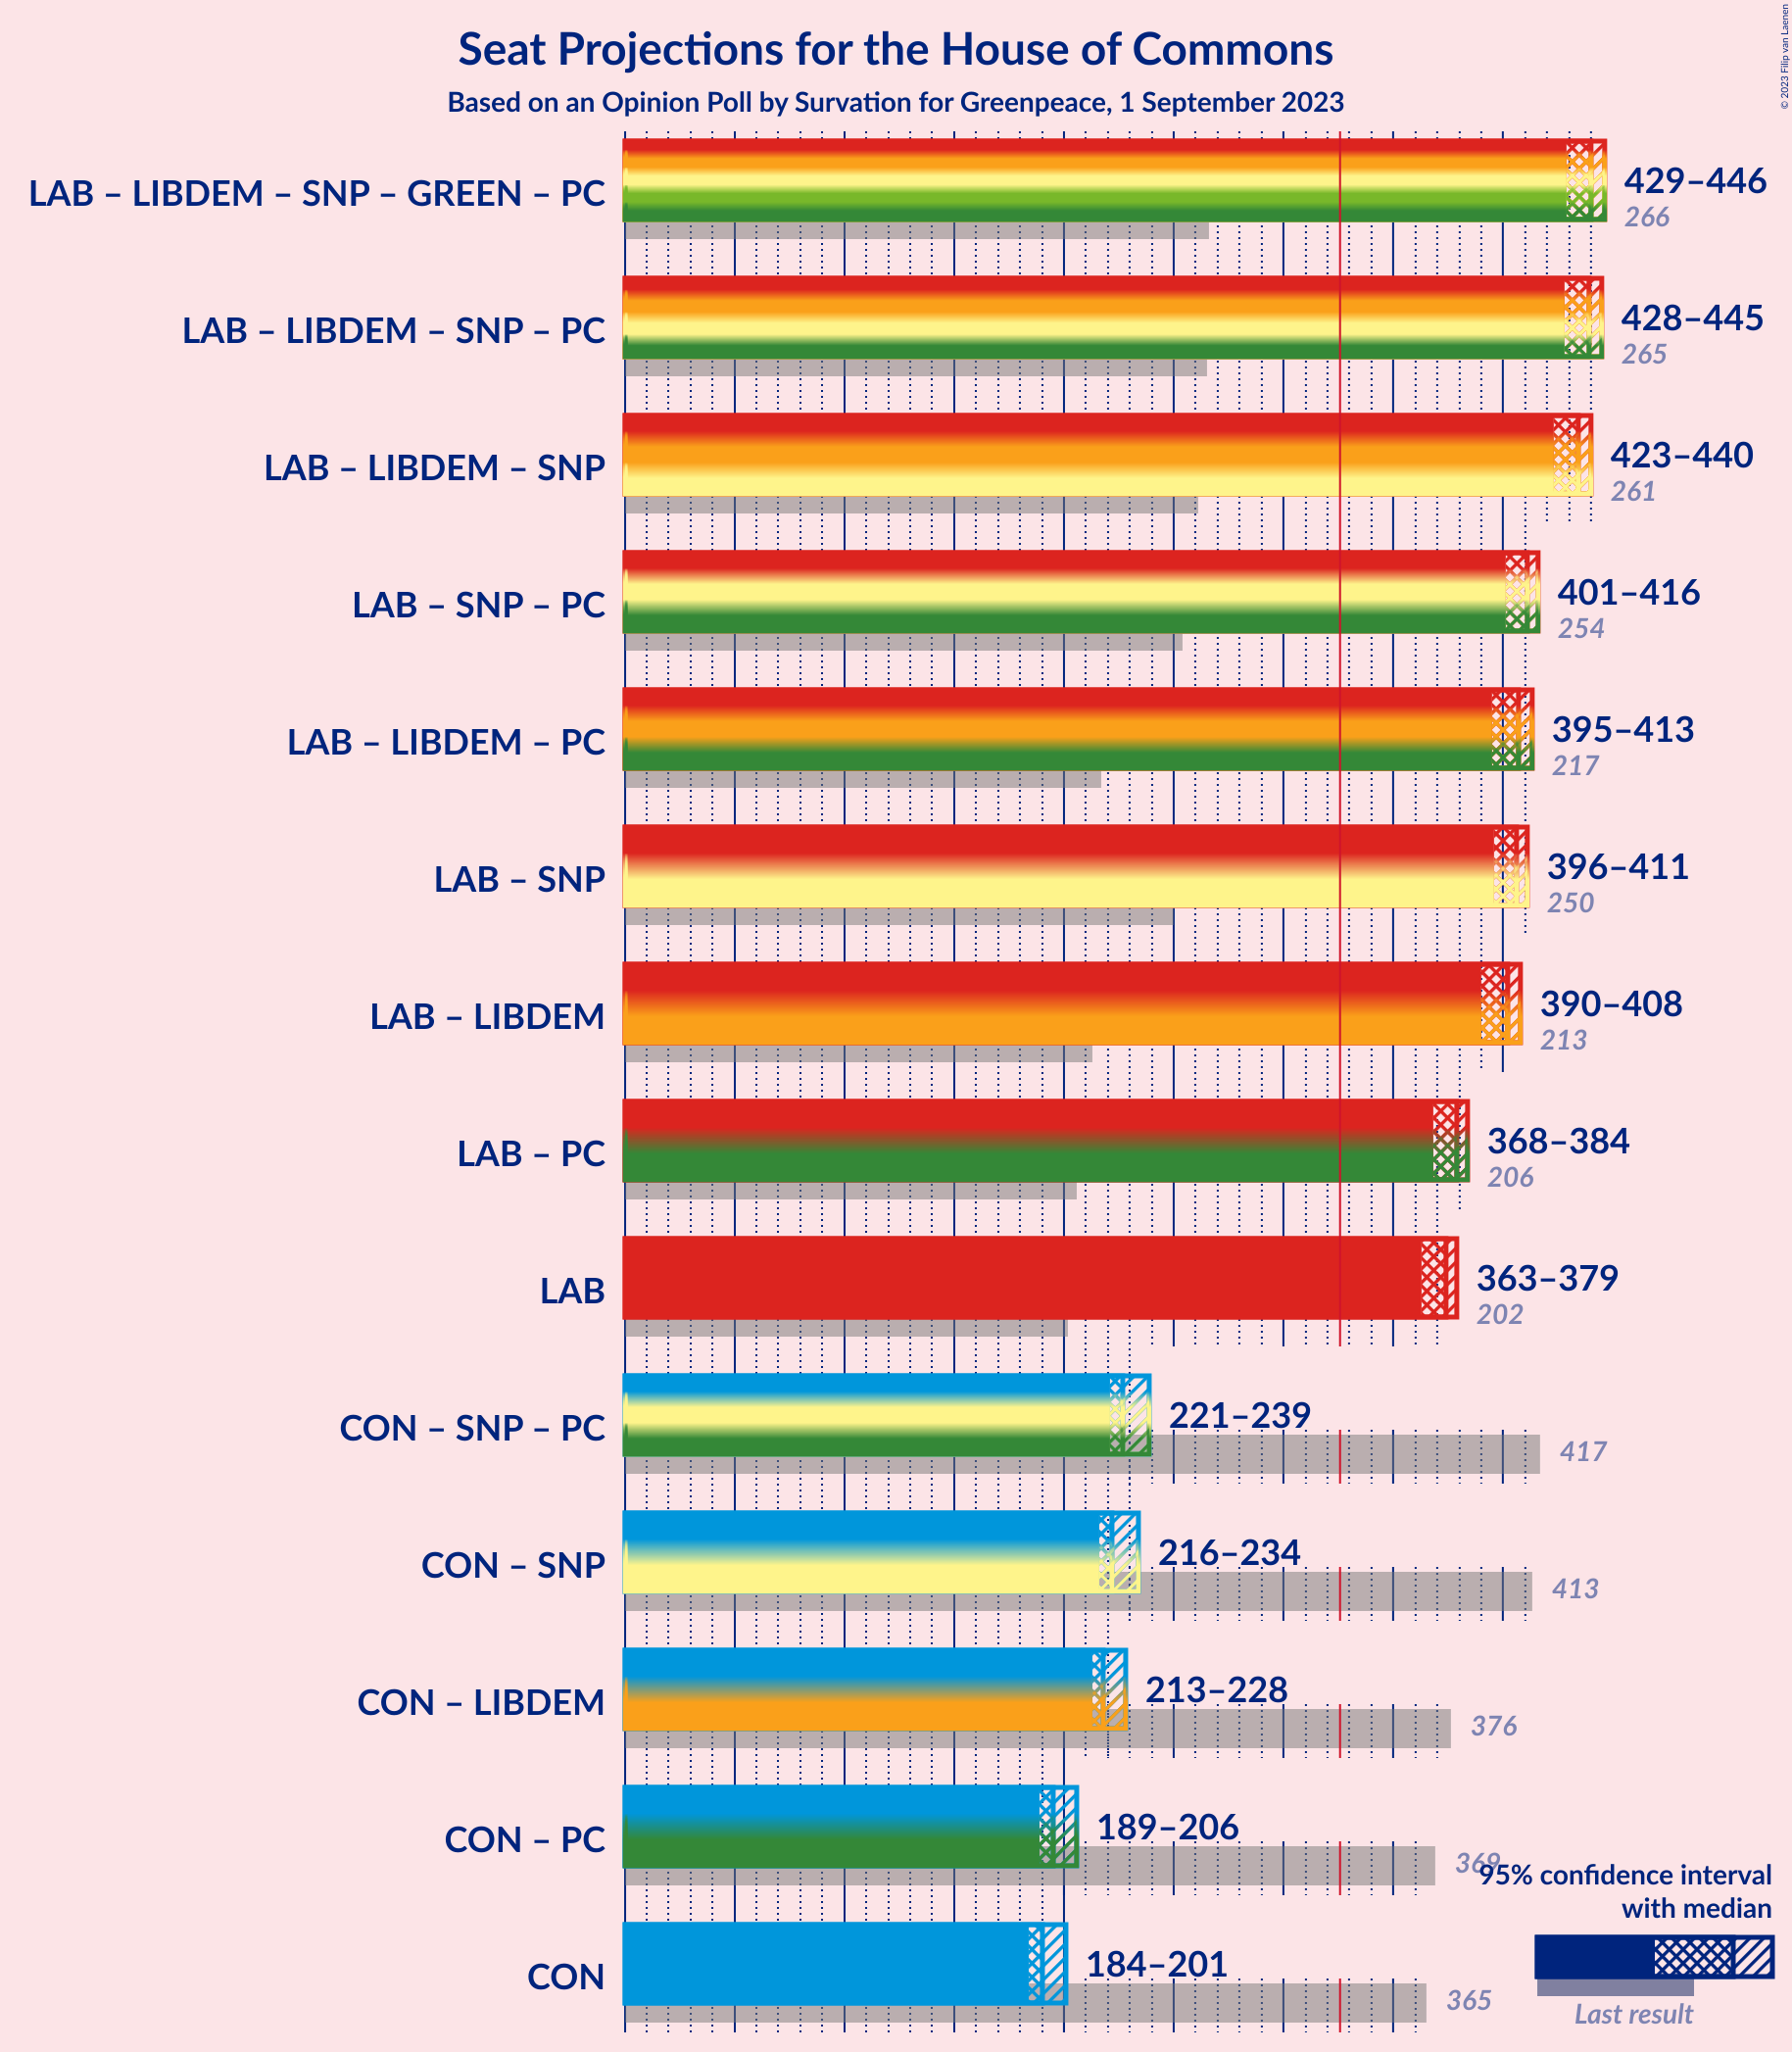 Seat Projections for the House of Commons
Based on an Opinion Poll by Survation for Greenpeace, 1 September 2023
© 2023 Filip van Laenen
LAB – LIBDEM – SNP – GREEN – PC
429–446
266
LAB – LIBDEM – SNP – PC
428–445
265
LAB – LIBDEM – SNP
423–440
261
LAB – SNP – PC
401–416
254
LAB – LIBDEM – PC
395–413
217
LAB – SNP
396–411
250
LAB – LIBDEM
390–408
213
LAB – PC
368–384
206
LAB
363–379
202
CON – SNP – PC
221–239
417
CON – SNP
216–234
413
CON – LIBDEM
213–228
376
CON – PC
189–206
369
CON
184–201
365
95% confidence interval
with median
Last result